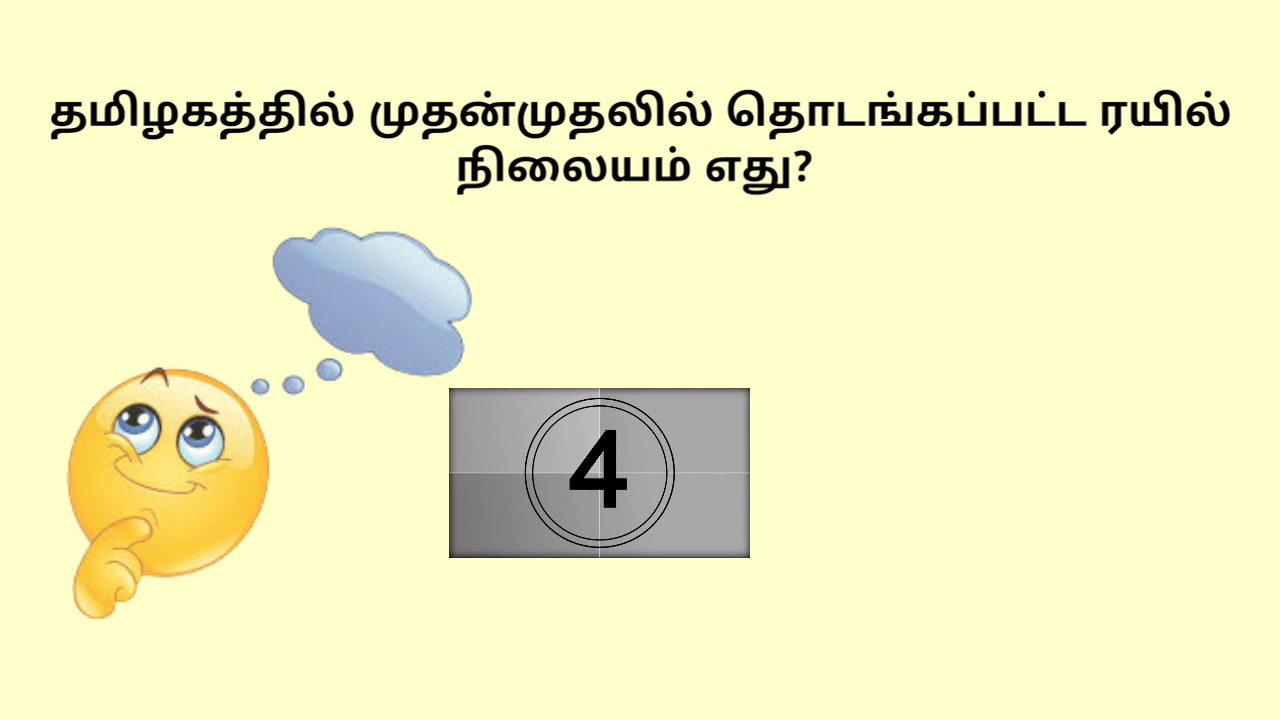 தமிழகத்தில் முதன்முதலில் தொடங்கப்பட்ட ரயில்
நிலையம் எது?
4